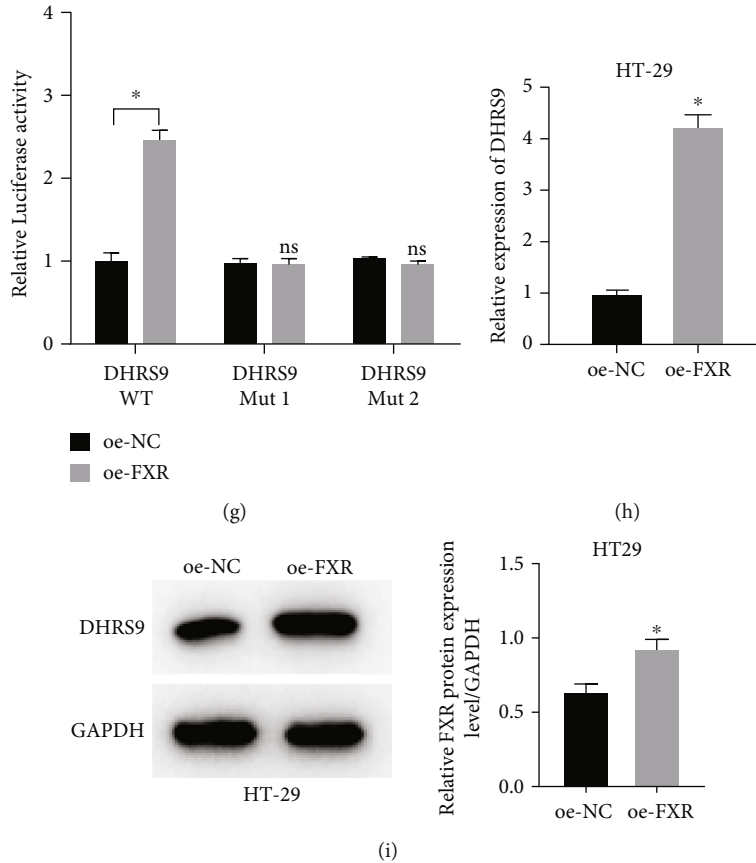 4
3
2
1
0
Relative Luciferase activity
*
ns
ns
DHRS9
WT
DHRS9
Mut 1
DHRS9
Mut 2
oe-NC
oe-FXR
(g)
HT-29
5
4
3
2
1
0
Relative expression of DHRS9
*
oe-NC
oe-FXR
(h)
oe-NC
oe-FXR
DHRS9
GAPDH
HT-29
HT29
1.5
1.0
0.5
0.0
Relative FXR protein expression
level/GAPDH
*
oe-NC
oe-FXR
(i)